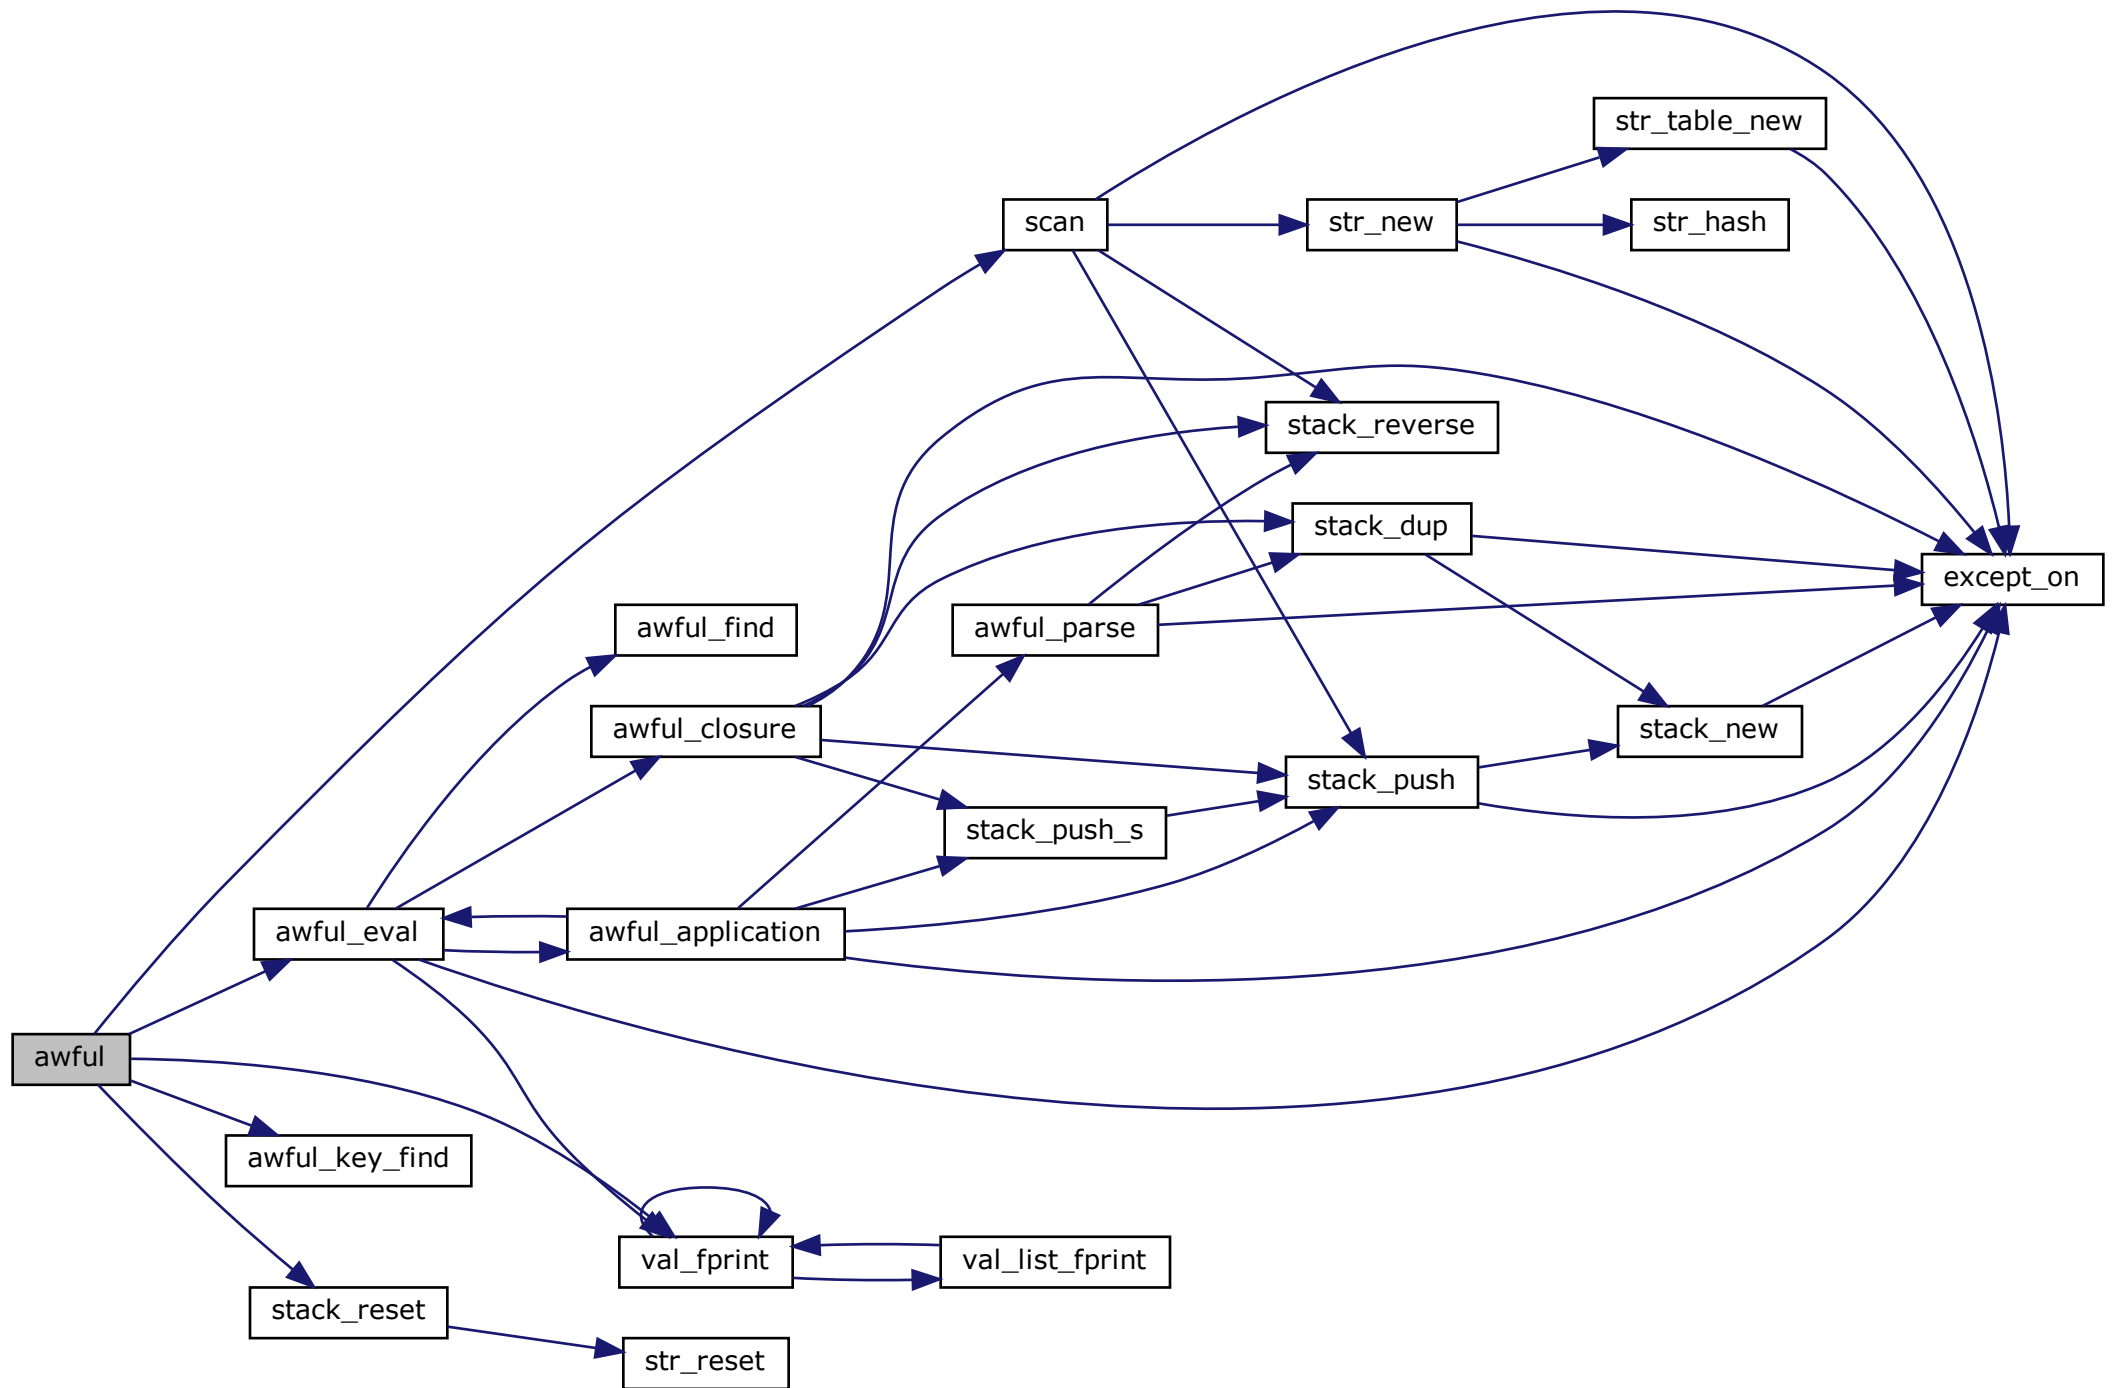 str_table_new
scan
str_new
str_hash
stack_reverse
stack_dup
except_on
awful_find
awful_parse
awful_closure
stack_new
stack_push
stack_push_s
awful_eval
awful_application
awful
awful_key_find
val_fprint
val_list_fprint
stack_reset
str_reset